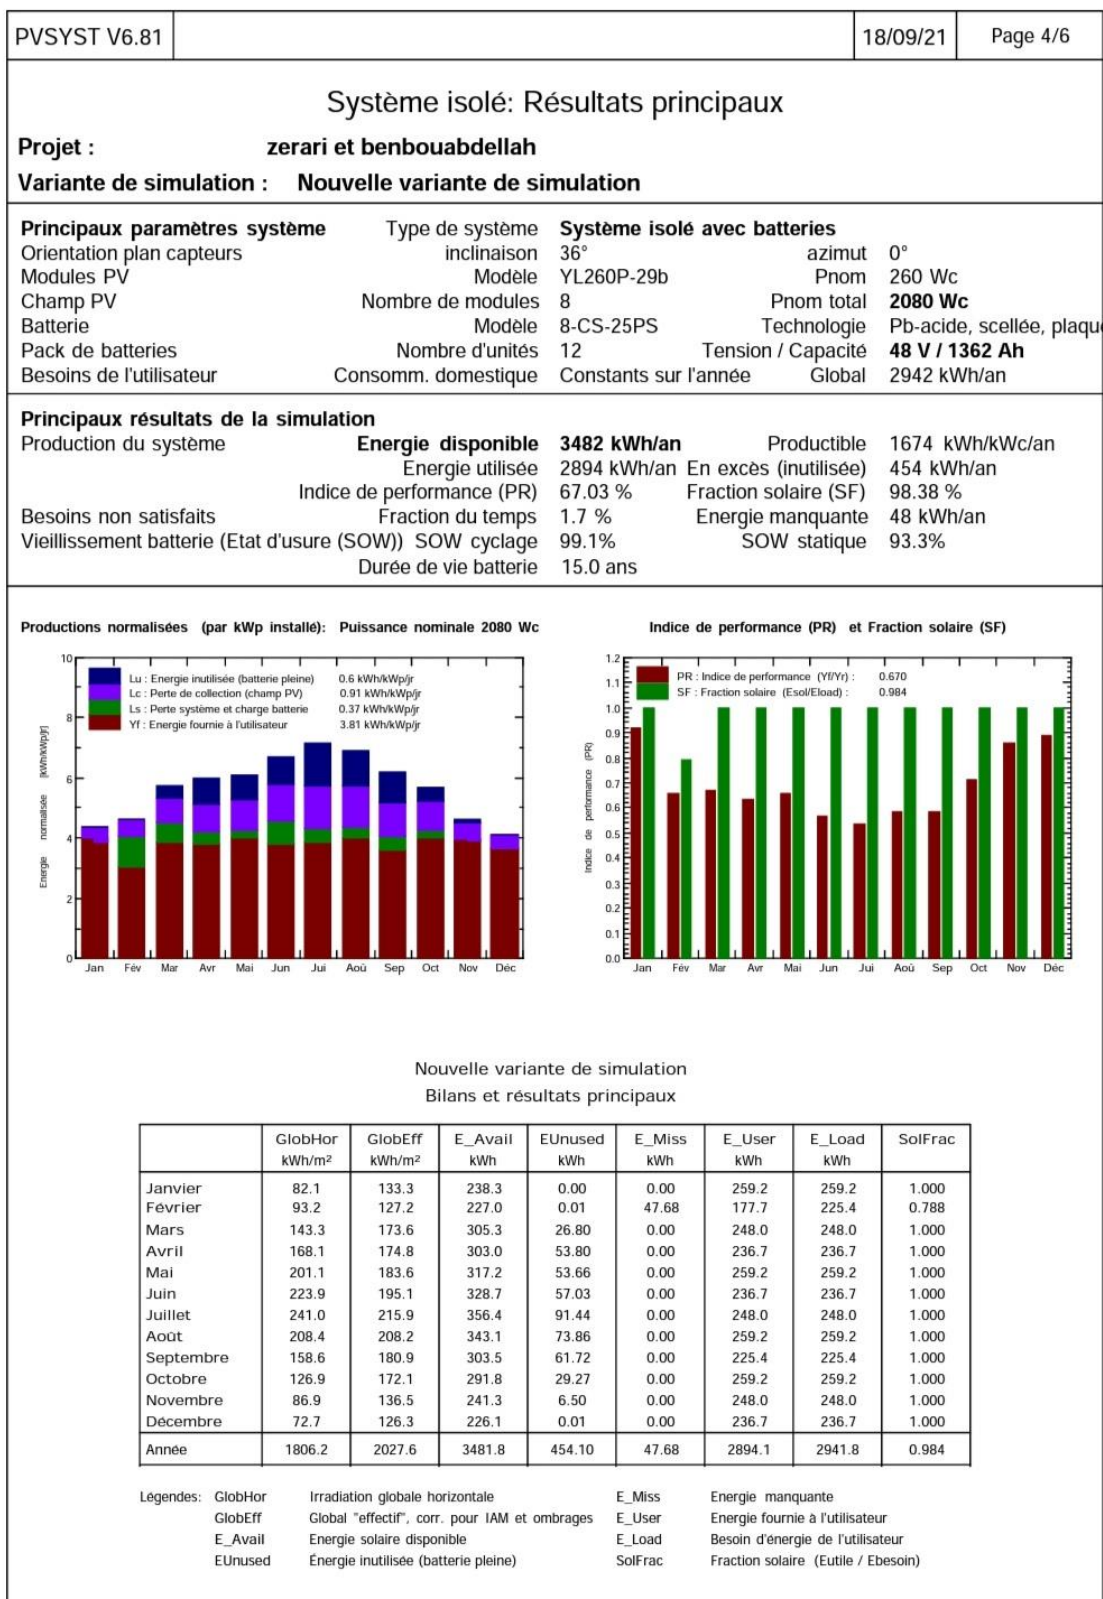 PVSYST V6.81 18/09/21 Page 4/6
Système isolé: Résultats principaux
Projet : zerari et benbouabdellah
Variante de simulation : Nouvelle variante de simulation
Principaux paramètres système Type de système Système isolé avec batteries
Orientation plan capteurs inclinaison 36° azimut 0°
Modules PV Modèle YL260P-29b Pnom 260 Wc
Champ PV Nombre de modules 8 Pnom total 2080 Wc
Batterie Modèle 8-CS-25PS Technologie Pb-acide, scellée, plaque
Pack de batteries Nombre d'unités 12 Tension / Capacité 48 V / 1362 Ah
Besoins de l'utilisateur Consomm. domestique Constants sur l'année Global 2942 kWh/an
Principaux résultats de la simulation
Production du système Energie disponible 3482 kWh/an Productible 1674 kWh/kWc/an
Energie utilisée 2894 kWh/an En excès (inutilisée) 454 kWh/an
Indice de performance (PR) 67.03 % Fraction solaire (SF) 98.38 %
Besoins non satisfaits Fraction du temps 1.7 % Energie manquante 48 kWh/an
Vieillissement batterie (Etat d'usure (SOW)) SOW cyclage 99.1% SOW statique 93.3%
Durée de vie batterie 15.0 ans
Productions normalisées (par kWp installé): Puissance nominale 2080 Wc
Lu : Energie inutilisée (batterie pleine) 0.6 kWh/kWp/jr
Lc : Perte de collection (champ PV) 0.91 kWh/kWp/jr
Ls : Perte système et charge batterie 0.37 kWh/kWp/jr
Yf : Energie fournie à l'utilisateur 3.81 kWh/kWp/jr
Energie normalisée [kWh/kWp/jr]
10
8
6
4
2
0
Jan Fév Mar Avr Mai Jun Jui Aoû Sep Oct Nov Déc
Indice de performance (PR) et Fraction solaire (SF)
PR : Indice de performance (Yf/Yr) : 0.670
SF : Fraction solaire (Esol/Eload) : 0.984
Indice de performance (PR)
1.2
1.1
1.0
0.9
0.8
0.7
0.6
0.5
0.4
0.3
0.2
0.1
0.0
Jan Fév Mar Avr Mai Jun Jui Aoû Sep Oct Nov Déc
Nouvelle variante de simulation
Bilans et résultats principaux
GlobHor GlobEff E_Avail EUnused E_Miss E_User E_Load SolFrac
kWh/m² kWh/m² kWh kWh kWh kWh kWh
Janvier 82.1 133.3 238.3 0.00 0.00 259.2 259.2 1.000
Février 93.2 127.2 227.0 0.01 47.68 177.7 225.4 0.788
Mars 143.3 173.6 305.3 26.80 0.00 248.0 248.0 1.000
Avril 168.1 174.8 303.0 53.80 0.00 236.7 236.7 1.000
Mai 201.1 183.6 317.2 53.66 0.00 259.2 259.2 1.000
Juin 223.9 195.1 328.7 57.03 0.00 236.7 236.7 1.000
Juillet 241.0 215.9 356.4 91.44 0.00 248.0 248.0 1.000
Août 208.4 208.2 343.1 73.86 0.00 259.2 259.2 1.000
Septembre 158.6 180.9 303.5 61.72 0.00 225.4 225.4 1.000
Octobre 126.9 172.1 291.8 29.27 0.00 259.2 259.2 1.000
Novembre 86.9 136.5 241.3 6.50 0.00 248.0 248.0 1.000
Décembre 72.7 126.3 226.1 0.01 0.00 236.7 236.7 1.000
Année 1806.2 2027.6 3481.8 454.10 47.68 2894.1 2941.8 0.984
Légendes: GlobHor Irradiation globale horizontale E_Miss Energie manquante
GlobEff Global "effectif", corr. pour IAM et ombrages E_User Energie fournie à l'utilisateur
E_Avail Energie solaire disponible E_Load Besoin d'énergie de l'utilisateur
EUnused Énergie inutilisée (batterie pleine) SolFrac Fraction solaire (Eutile / Ebesoin)